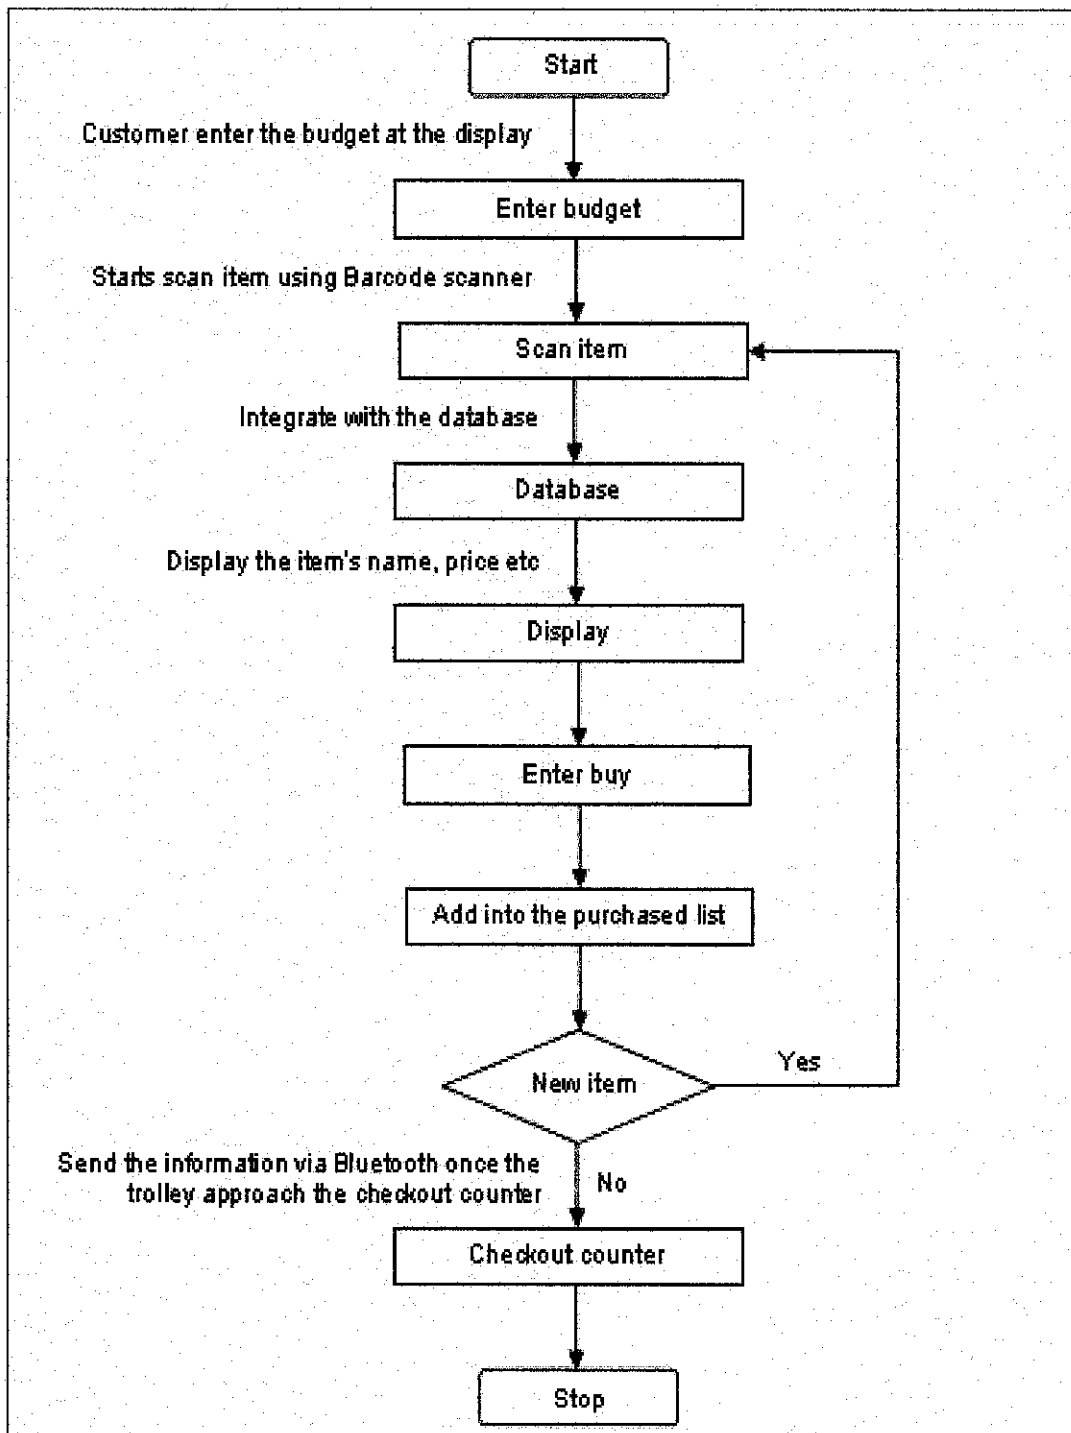 Start
Customer enter the budget at the display
Enter budget
Starts scan item using Barcode scanner
Scan item
Integrate with the database
Database
Display the item's name, price etc
Display
Enter buy
Add into the purchased list
New item
Yes
Send the information via Bluetooth once the
trolley approach the checkout counter
No
Checkout counter
Stop